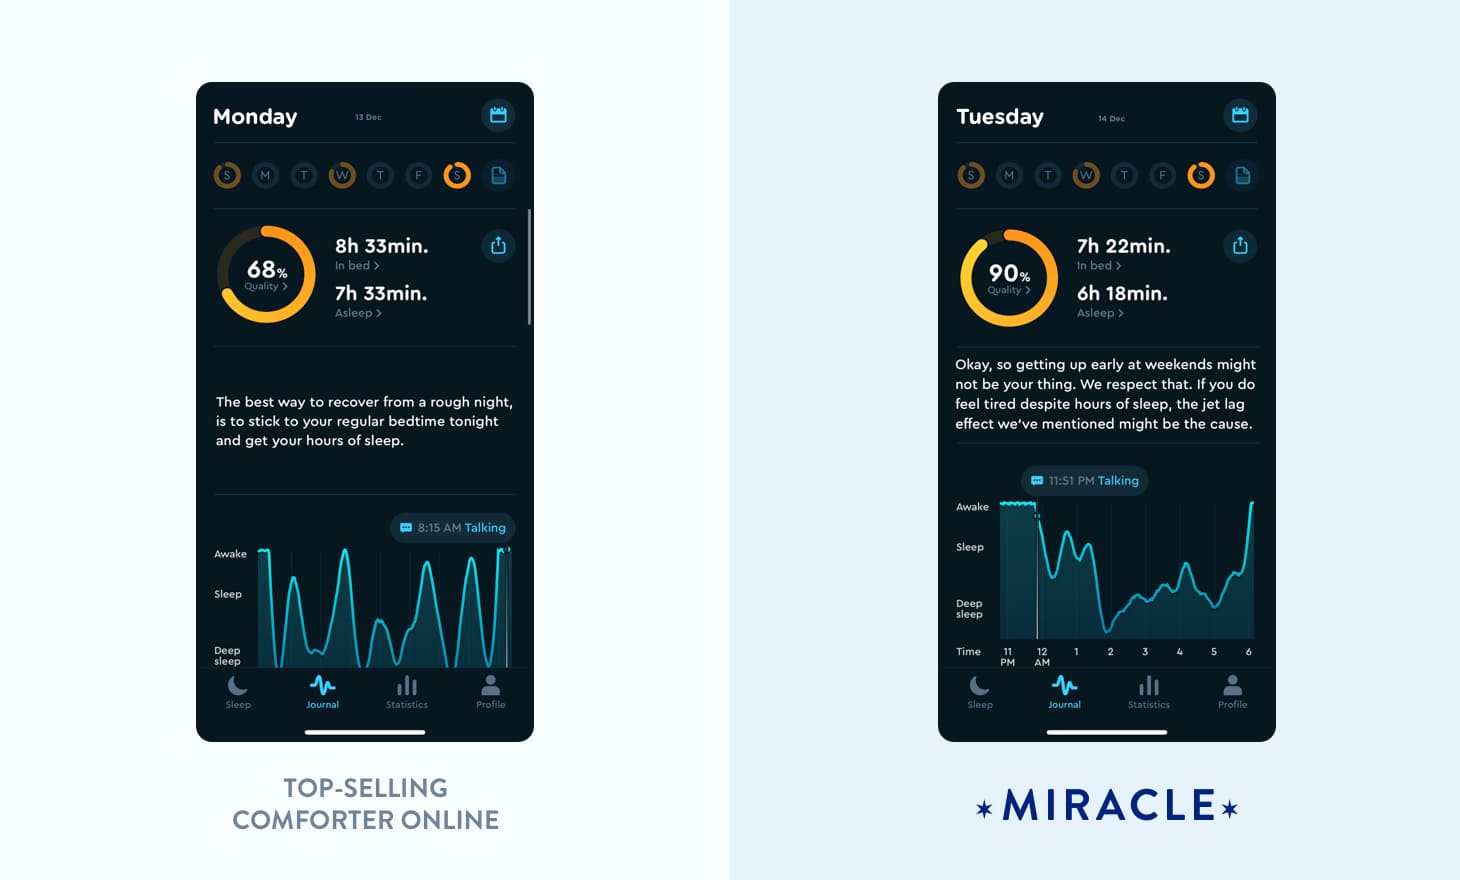 Monday
13 Dec
S M T W T F S
68%
Quality >
8h 33min.
In bed >
7h 33min.
Asleep >
The best way to recover from a rough night,
is to stick to your regular bedtime tonight
and get your hours of sleep.
8:15 AM Talking
Awake
Sleep
Deep
sleep
Sleep
Journal
Statistics
Profile
TOP-SELLING
COMFORTER ONLINE
Tuesday
14 Dec
S M T W T F S
90%
Quality >
7h 22min.
In bed >
6h 18min.
Asleep >
Okay, so getting up early at weekends might
not be your thing. We respect that. If you do
feel tired despite hours of sleep, the jet lag
effect we've mentioned might be the cause.
11:51 PM Talking
Awake
Sleep
Deep
sleep
Time 11 12 1 2 3 4 5 6
PM AM
Sleep
Journal
Statistics
Profile
MIRACLE